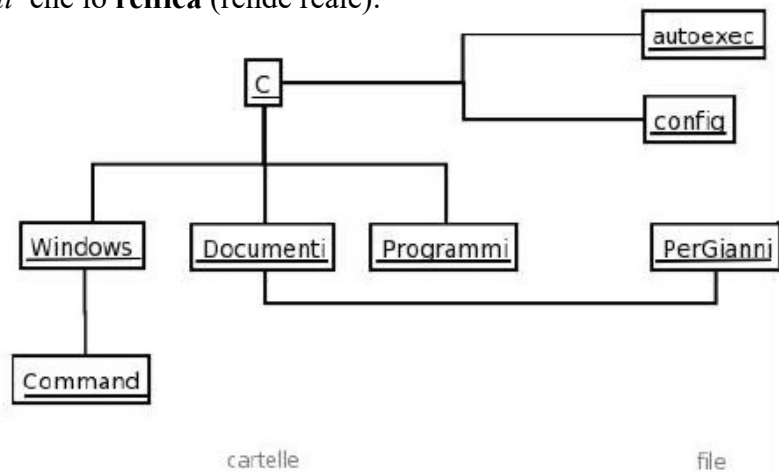 che lo reifica (rende reale).
autoexec
C
config
Windows
Documenti
Programmi
PerGianni
Command
cartelle
file